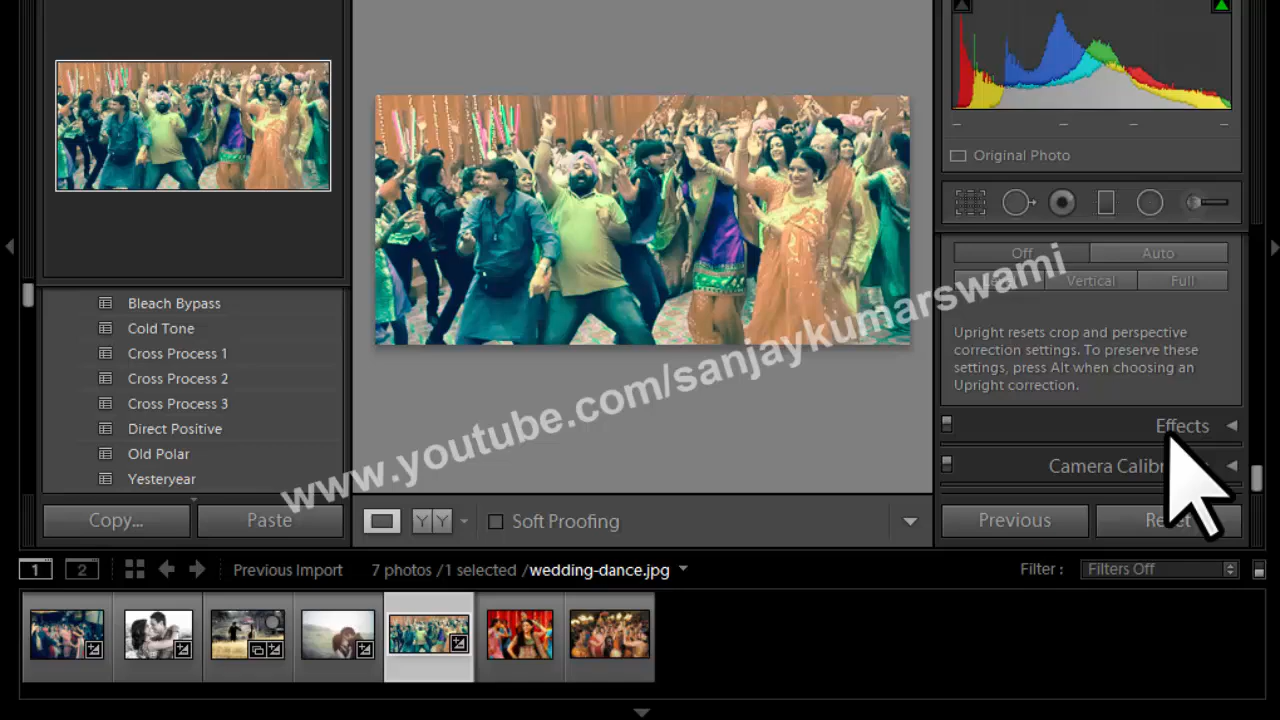 Original Photo
Off Auto
Vertical Full
Upright resets crop and perspective
correction settings. To preserve these
settings, press Alt when choosing an
Upright correction.
Effects
Bleach Bypass
Cold Tone
Cross Process 1
Cross Process 2
Cross Process 3
Direct Positive
Old Polar
Yesteryear
www.youtube.com/sanjaykumarswami
Copy... Paste
YY Soft Proofing
Previous
1 2 Previous Import 7 photos /1 selected /wedding-dance.jpg Filter : Filters Off